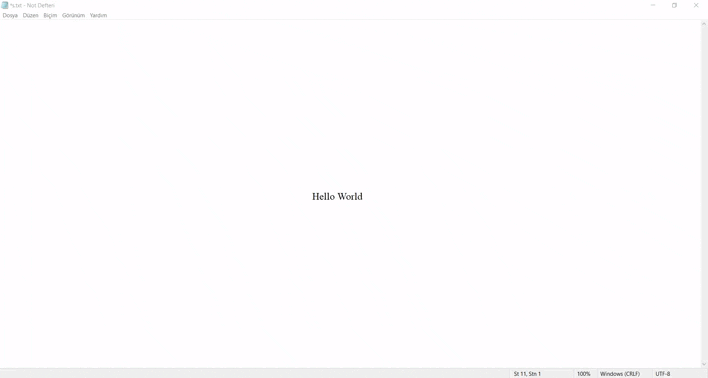 *s.txt - Not Defteri
Dosya Düzen Biçim Görünüm Yardım
Hello World
St 11, Stn 1 100% Windows (CRLF) UTF-8